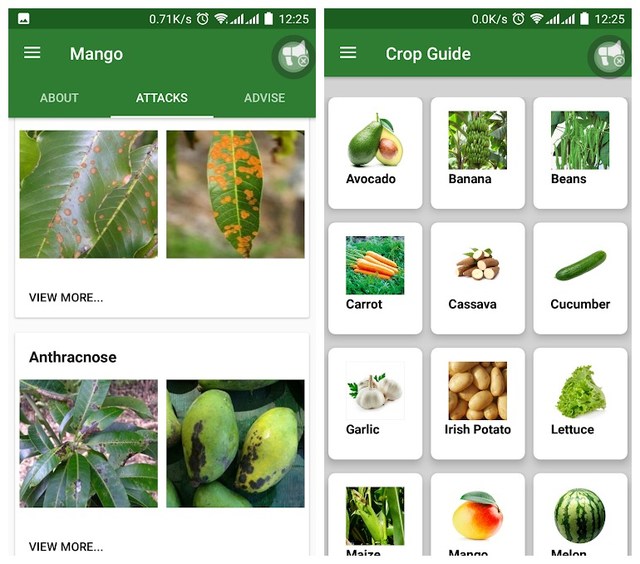 0.71K/s 12:25
Mango
ABOUT ATTACKS ADVISE
VIEW MORE...
Anthracnose
VIEW MORE...
0.0K/s 12:25
Crop Guide
Avocado Banana Beans
Carrot Cassava Cucumber
Garlic Irish Potato Lettuce
Maize Mango Melon